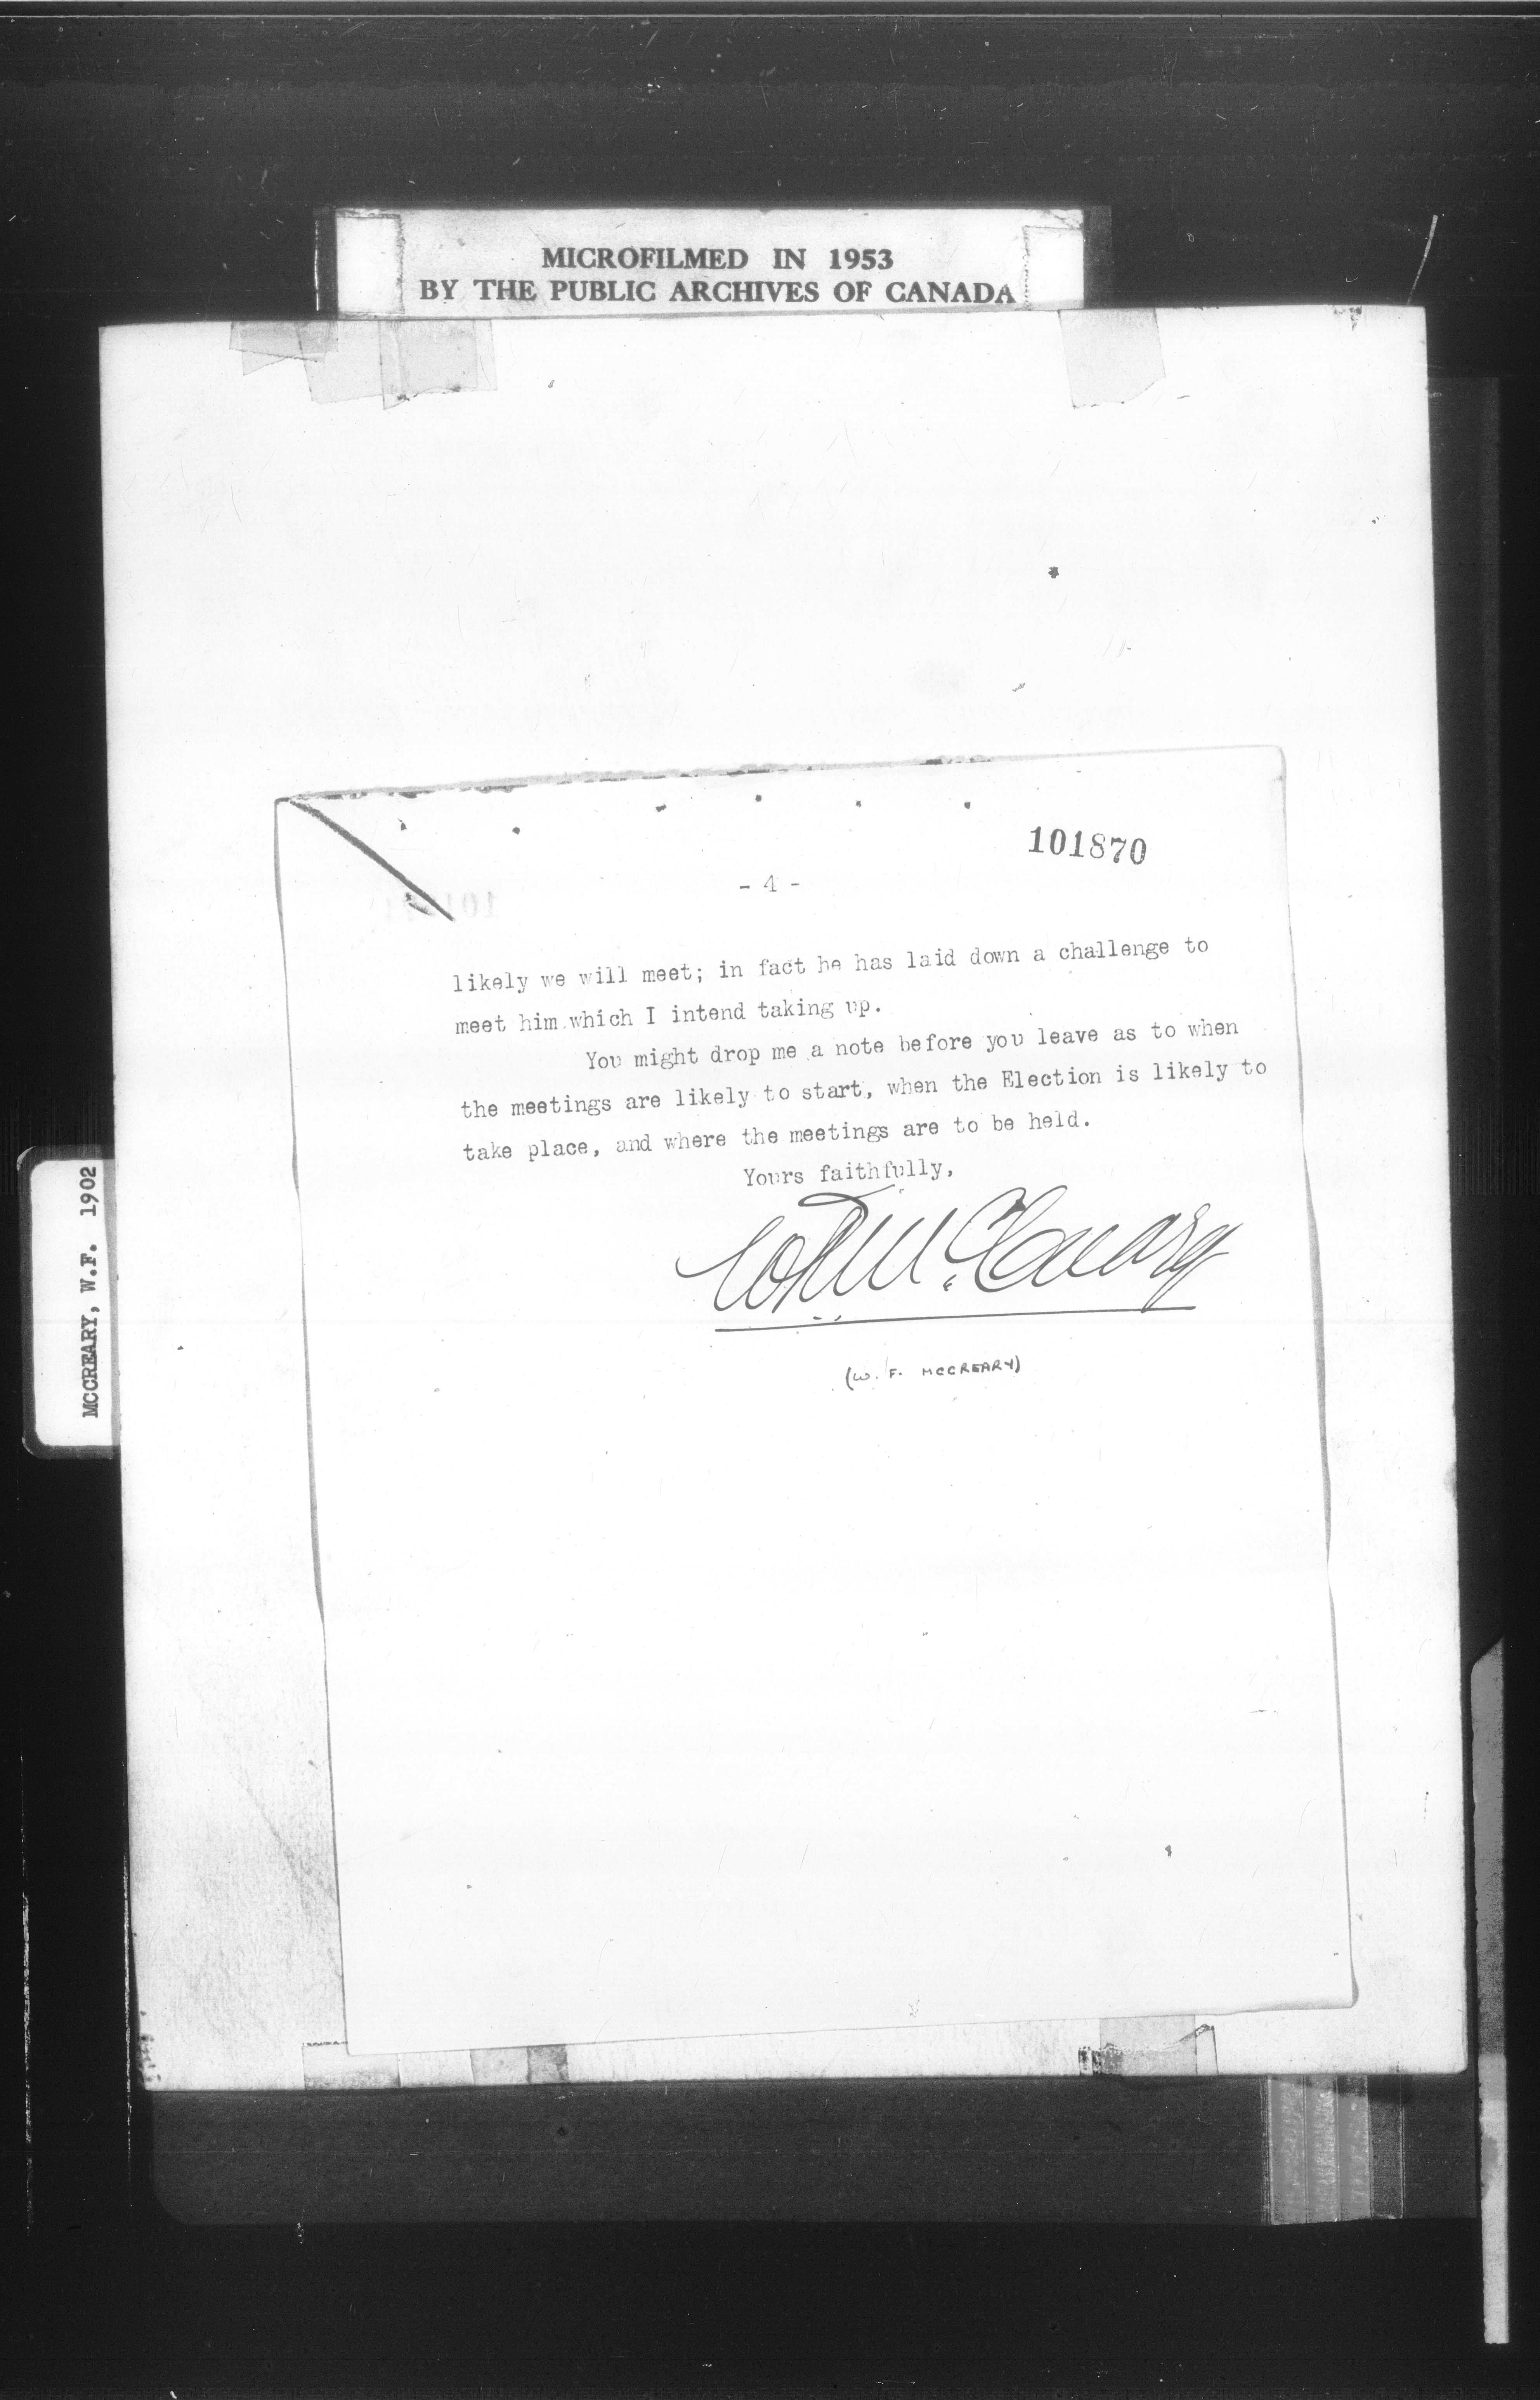 MICROFILMED IN 1953
BY THE PUBLIC ARCHIVES OF CANADA
101870
- 4 -
likely we will meet; in fact he has laid down a challenge to
meet him which I intend taking up.
You might drop me a note before you leave as to when
the meetings are likely to start, when the Election is likely to
take place, and where the meetings are to be held.
Yours faithfully,
W F McCreary
(W. F. MCCREARY)
MCCREARY, W.F. 1902